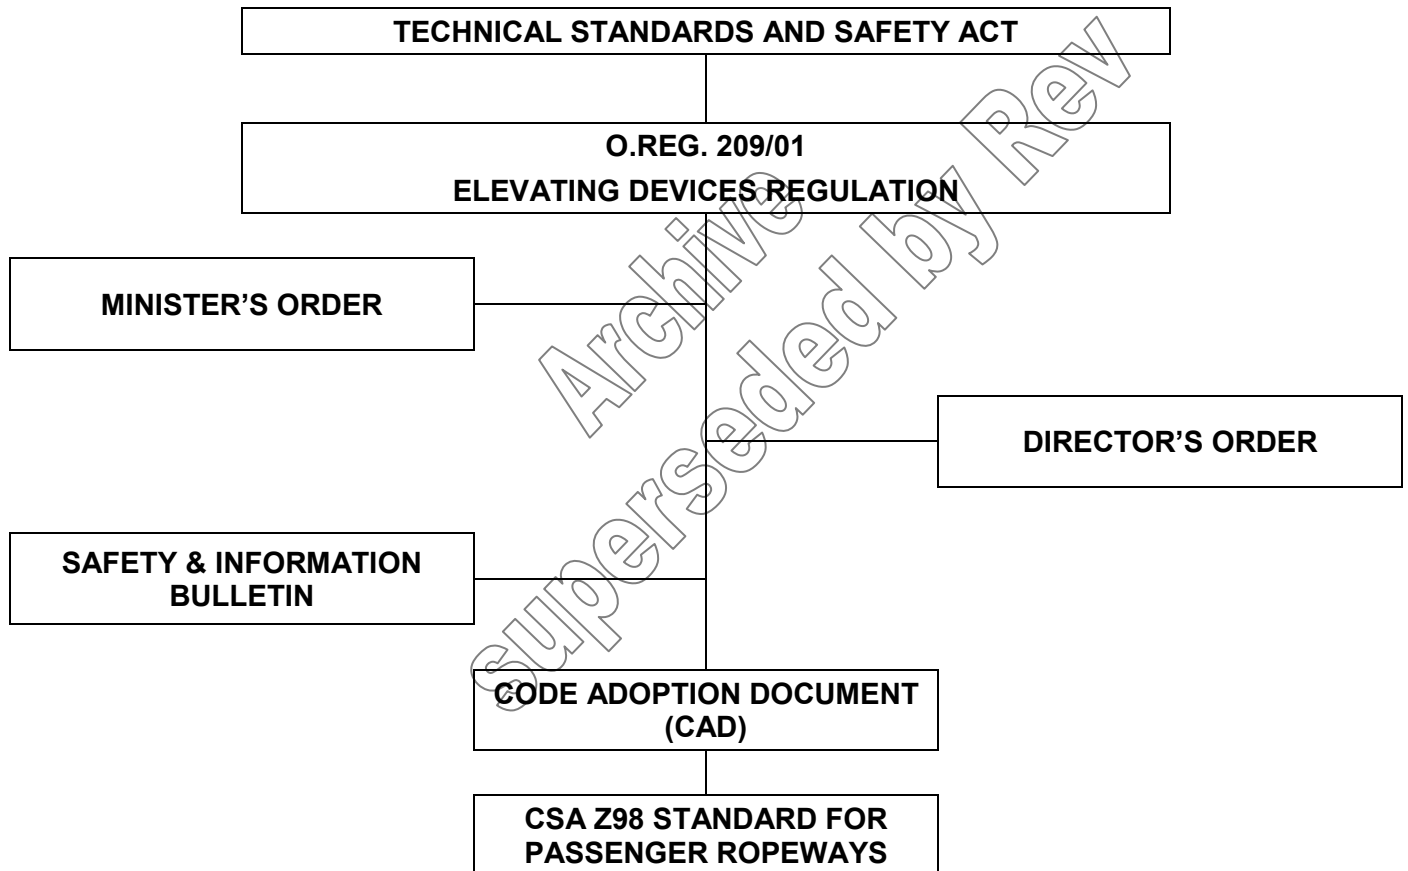 TECHNICAL STANDARDS AND SAFETY ACT
O.REG. 209/01
ELEVATING DEVICES REGULATION
MINISTER’S ORDER
DIRECTOR’S ORDER
SAFETY & INFORMATION
BULLETIN
CODE ADOPTION DOCUMENT
(CAD)
CSA Z98 STANDARD FOR
PASSENGER ROPEWAYS
Archive
superseded by Rev